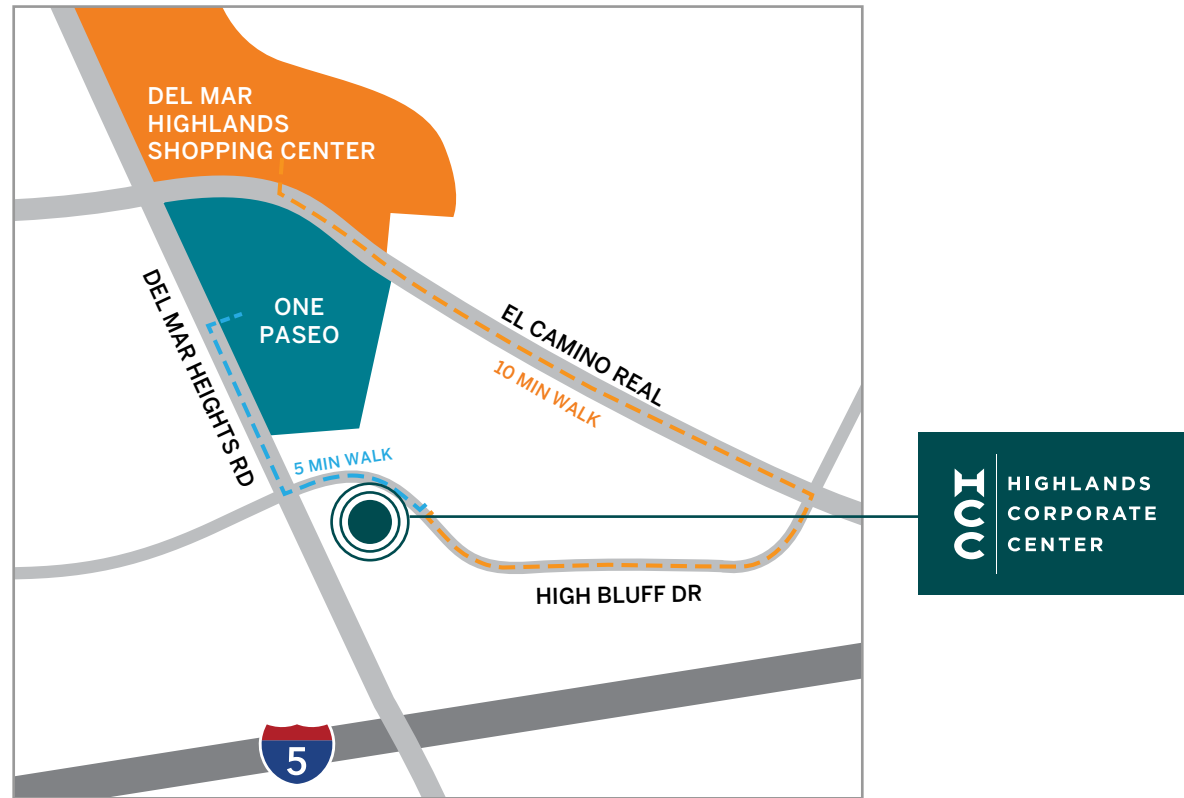 DEL MAR
HIGHLANDS
SHOPPING CENTER
ONE
PASEO
DEL MAR HEIGHTS RD
EL CAMINO REAL
10 MIN WALK
5 MIN WALK
HIGH BLUFF DR
5
HCC
HIGHLANDS
CORPORATE
CENTER